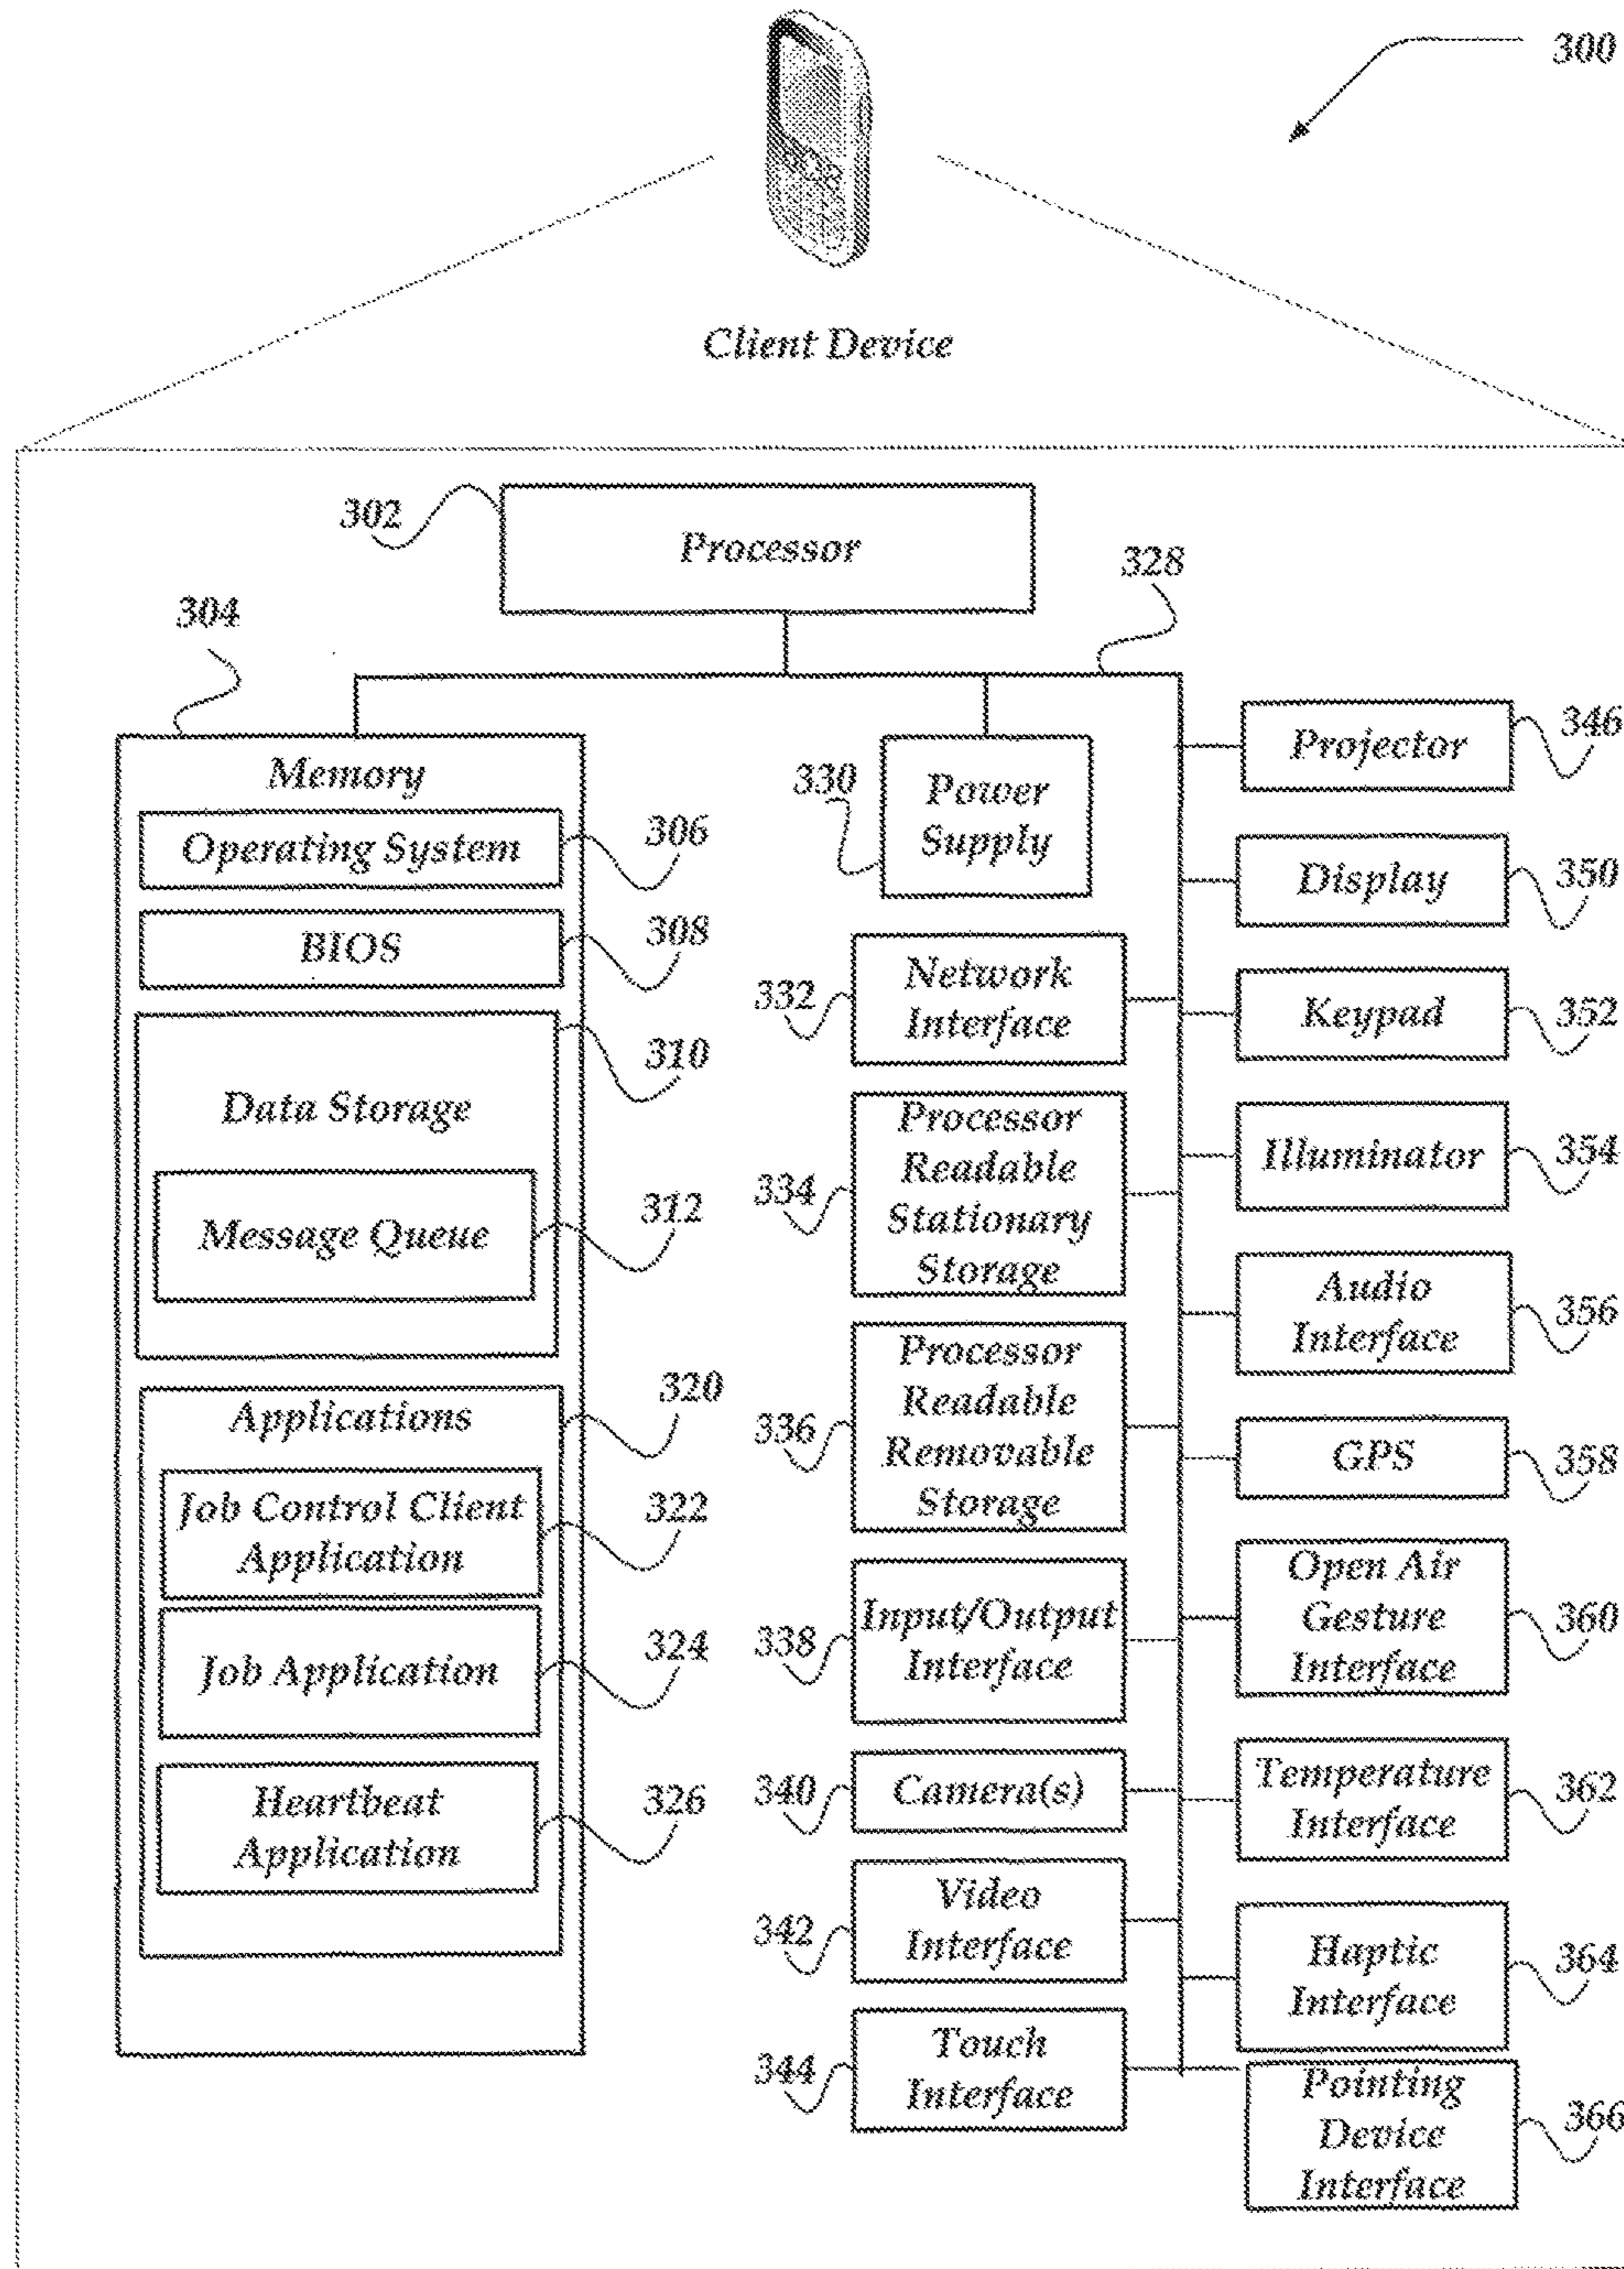 300
Client Device
302
Processor
328
304
Memory
Operating System
306
BIOS
308
310
Data Storage
Message Queue
312
Applications
320
Job Control Client
Application
322
Job Application
324
Heartbeat
Application
326
330
Power
Supply
332
Network
Interface
334
Processor
Readable
Stationary
Storage
336
Processor
Readable
Removable
Storage
338
Input/Output
Interface
340
Camera(s)
342
Video
Interface
344
Touch
Interface
Projector
346
Display
350
Keypad
352
Illuminator
354
Audio
Interface
356
GPS
358
Open Air
Gesture
Interface
360
Temperature
Interface
362
Haptic
Interface
364
Pointing
Device
Interface
366